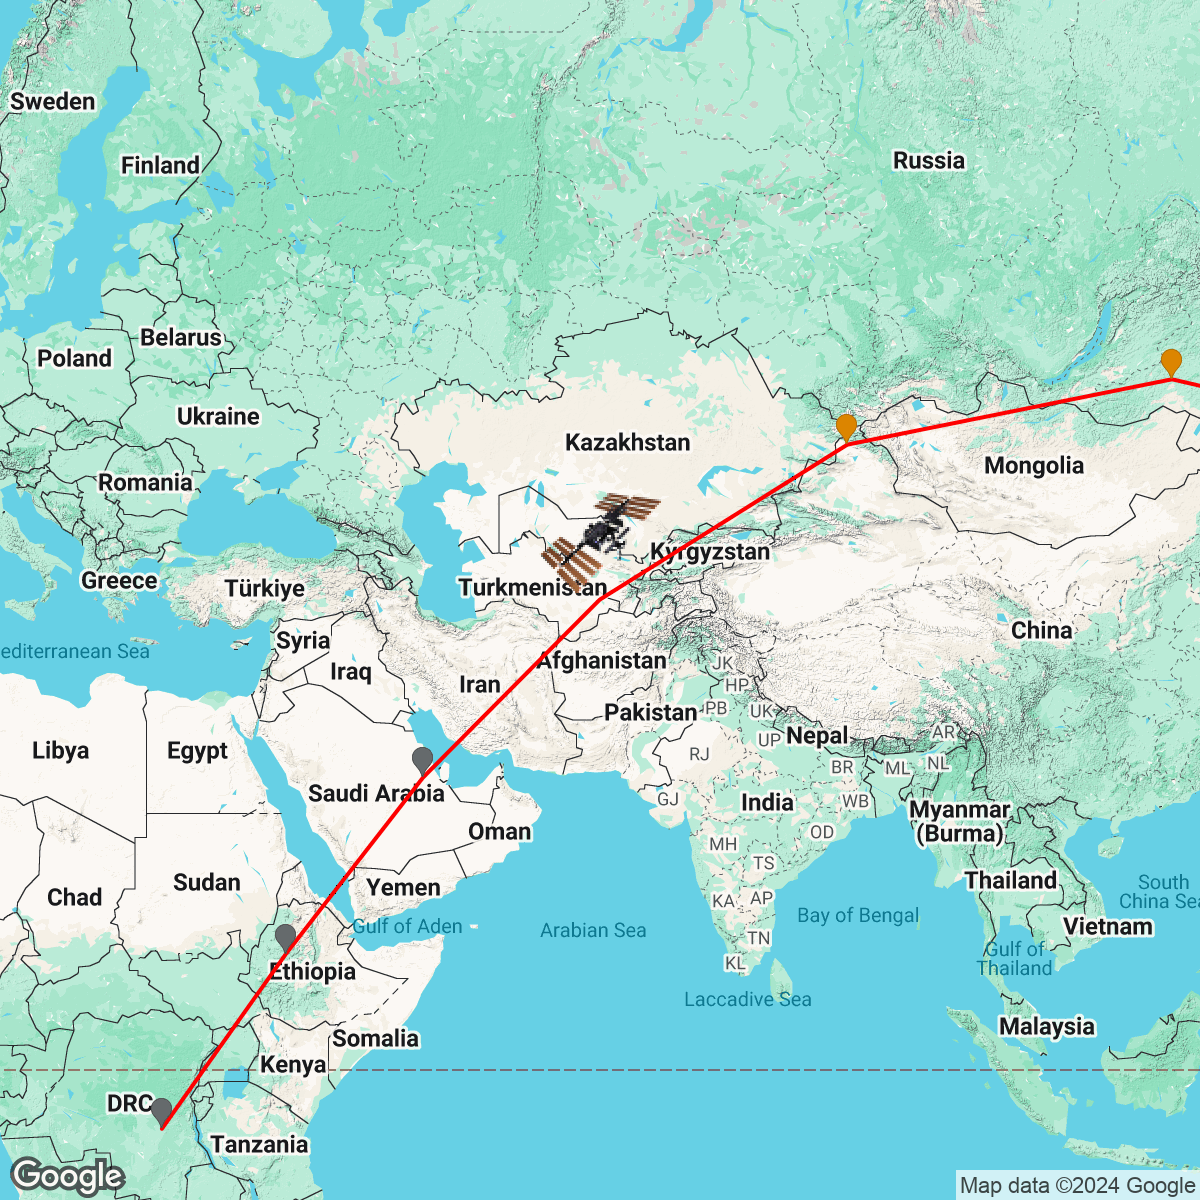 Sweden
Finland
Russia
Belarus
Poland
Ukraine
Kazakhstan
Mongolia
Romania
Kyrgyzstan
Greece
Türkiye
Turkmenistan
China
Syria
editerranean Sea
Afghanistan
JK
Iraq
Iran
HP
Pakistan
PB
UK
Nepal
AR
UP
Libya
Egypt
RJ
BR
ML
NL
Saudi Arabia
GJ
India
WB
Myanmar
(Burma)
Oman
OD
MH
TS
Sudan
Yemen
Thailand
South
China Sea
Chad
KA
AP
Gulf of Aden
Arabian Sea
Bay of Bengal
Vietnam
TN
Gulf of
Thailand
KL
Ethiopia
Laccadive Sea
Somalia
Malaysia
Kenya
DRC
Tanzania
Google
Map data ©2024 Google